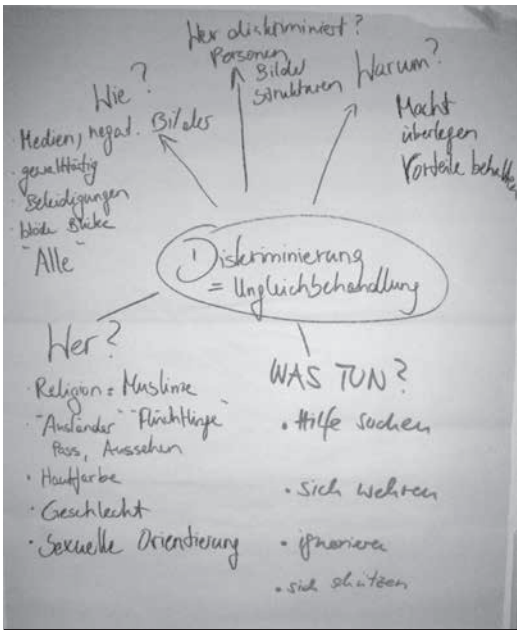 Wer diskriminiert?
Personen
Bilder
Strukturen
Wie?
· Medien, negat. Bilder
· gewalttätig
· Beleidigungen
· blöde Blicke
"Alle"
Warum?
Macht
überlegen
Vorteile behalten
Diskriminierung
= Ungleichbehandlung
Wer?
· Religion = Muslime
· "Ausländer" "Flüchtlinge"
Pass, Aussehen
· Hautfarbe
· Geschlecht
· Sexuelle Orientierung
WAS TUN?
· Hilfe suchen
· sich wehren
· ignorieren
· sich schützen